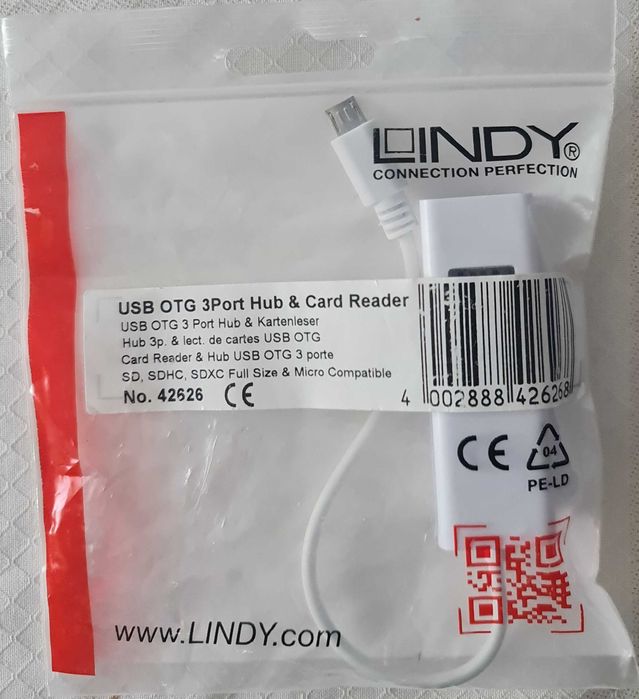 LINDY®
CONNECTION PERFECTION
USB OTG 3Port Hub & Card Reader
USB OTG 3 Port Hub & Kartenleser
Hub 3p. & lect. de cartes USB OTG
Card Reader & Hub USB OTG 3 porte
SD, SDHC, SDXC Full Size & Micro Compatible
No. 42626 CE
4 002888 426268
CE 04
PE-LD
www.LINDY.com